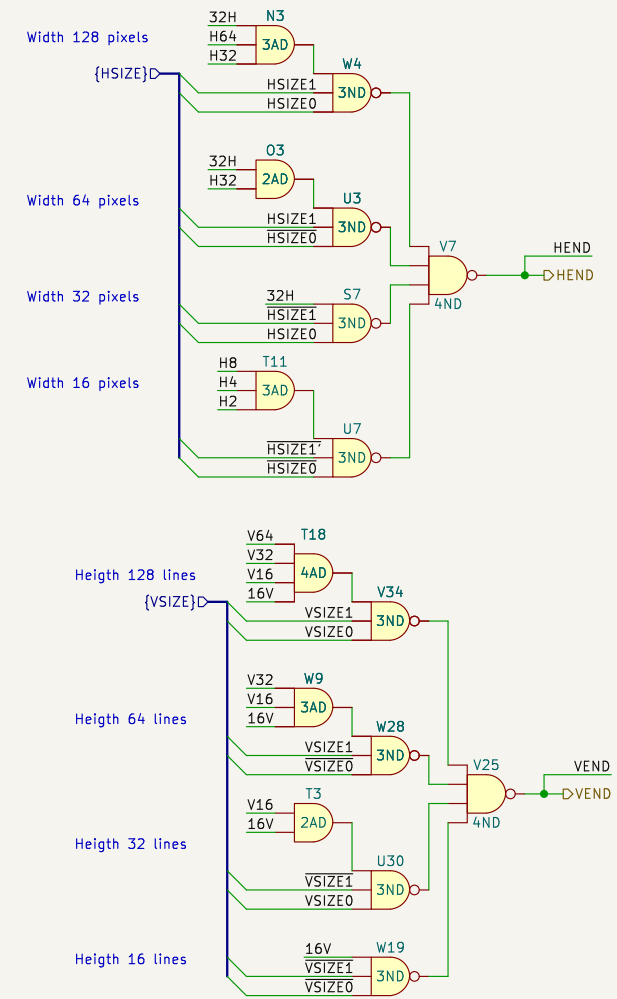 N3
32H
H64
H32
3AD
Width 128 pixels
W4
{HSIZE}
HSIZE1
HSIZE0
3ND
O3
32H
H32
2AD
Width 64 pixels
U3
HSIZE1
HSIZE0
3ND
V7
HEND
HEND
4ND
Width 32 pixels
S7
32H
HSIZE1
HSIZE0
3ND
T11
H8
H4
H2
3AD
Width 16 pixels
U7
HSIZE1'
HSIZE0
3ND
T18
V64
V32
V16
16V
4AD
Heigth 128 lines
V34
{VSIZE}
VSIZE1
VSIZE0
3ND
W9
V32
V16
16V
3AD
Heigth 64 lines
W28
VSIZE1
VSIZE0
3ND
V25
VEND
VEND
4ND
T3
V16
16V
2AD
Heigth 32 lines
U30
VSIZE1
VSIZE0
3ND
Heigth 16 lines
W19
16V
VSIZE1
VSIZE0
3ND